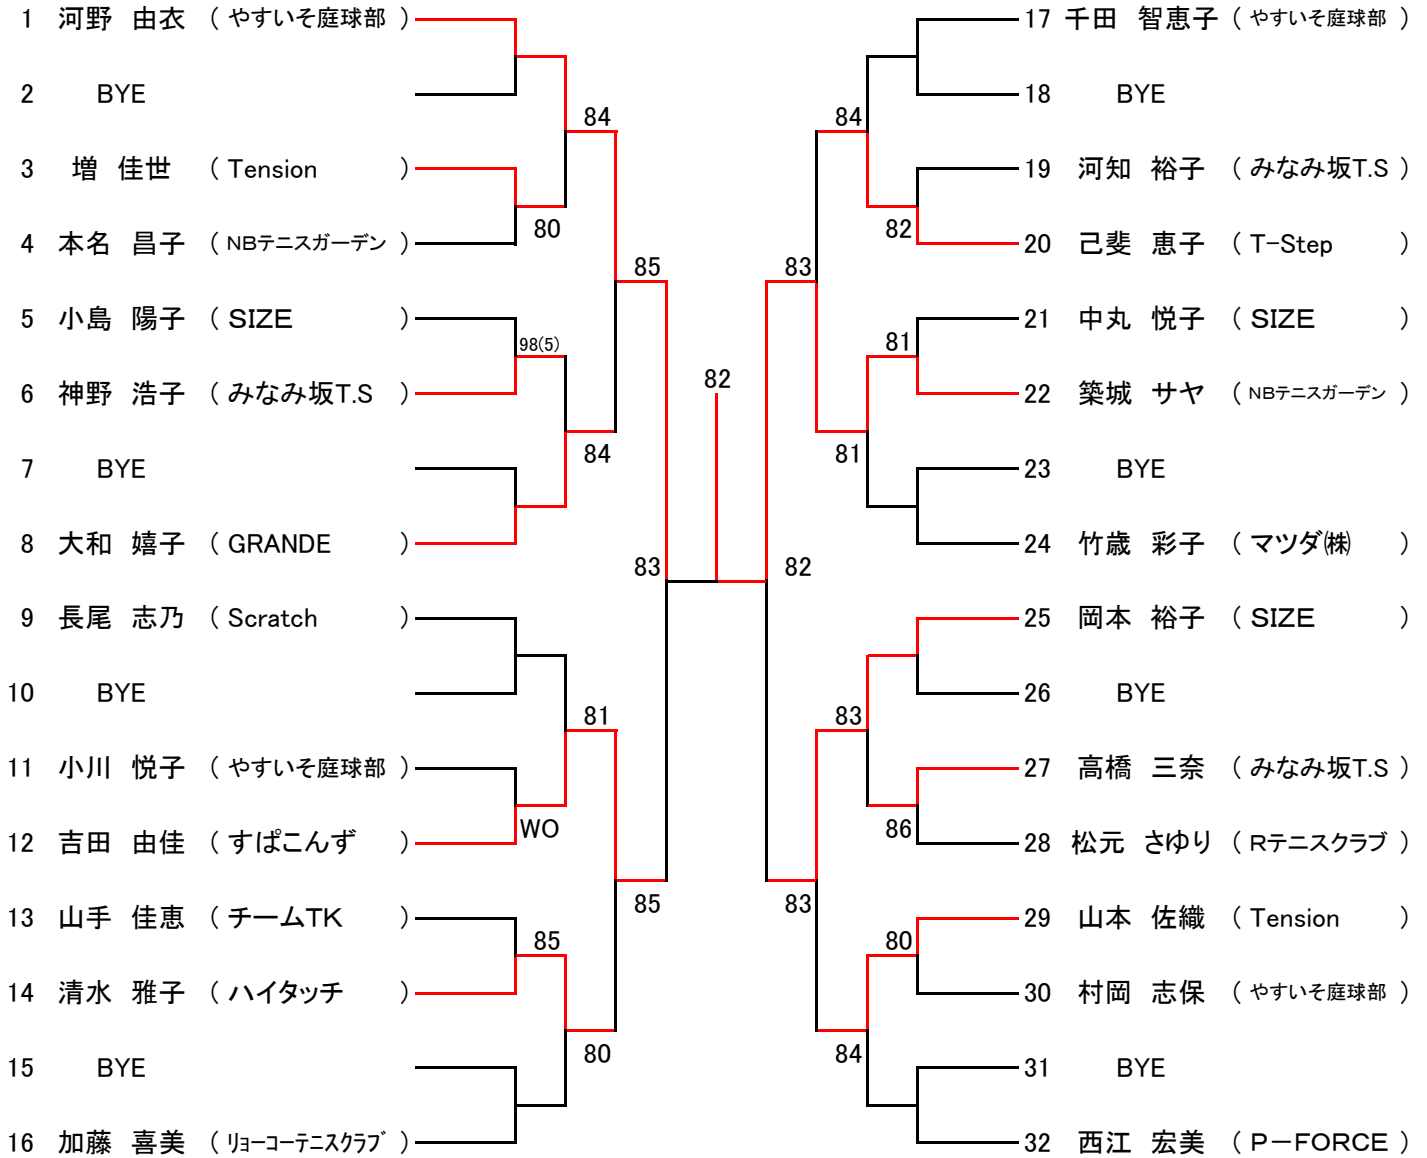 1 河野 由衣 ( やすいそ庭球部 )
2 BYE
84
3 増 佳世 ( Tension )
80
4 本名 昌子 ( NBテニスガーデン )
85
5 小島 陽子 ( SIZE )
98(5)
6 神野 浩子 ( みなみ坂T.S )
84
7 BYE
8 大和 嬉子 ( GRANDE )
83
9 長尾 志乃 ( Scratch )
10 BYE
81
11 小川 悦子 ( やすいそ庭球部 )
WO
12 吉田 由佳 ( すぱこんず )
85
13 山手 佳恵 ( チームTK )
85
14 清水 雅子 ( ハイタッチ )
80
15 BYE
16 加藤 喜美 ( リョーコーテニスクラブ )
82
17 千田 智恵子 ( やすいそ庭球部 )
18 BYE
84
19 河知 裕子 ( みなみ坂T.S )
82
20 己斐 恵子 ( T-Step )
83
21 中丸 悦子 ( SIZE )
81
22 築城 サヤ ( NBテニスガーデン )
81
23 BYE
24 竹歳 彩子 ( マツダ㈱ )
82
25 岡本 裕子 ( SIZE )
26 BYE
83
27 高橋 三奈 ( みなみ坂T.S )
86
28 松元 さゆり ( Rテニスクラブ )
83
29 山本 佐織 ( Tension )
80
30 村岡 志保 ( やすいそ庭球部 )
84
31 BYE
32 西江 宏美 ( P-FORCE )